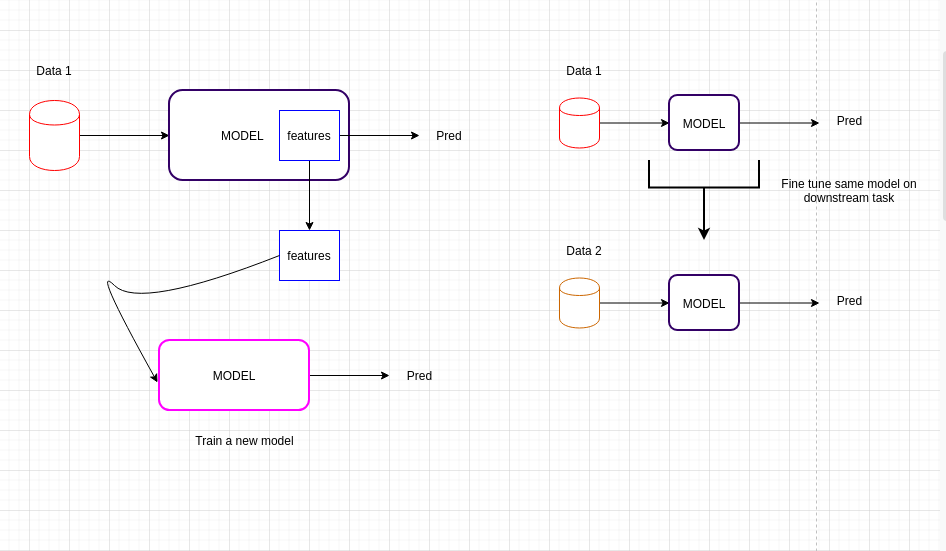 Data 1
MODEL
features
Pred
features
MODEL
Pred
Train a new model
Data 1
MODEL
Pred
Fine tune same model on
downstream task
Data 2
MODEL
Pred